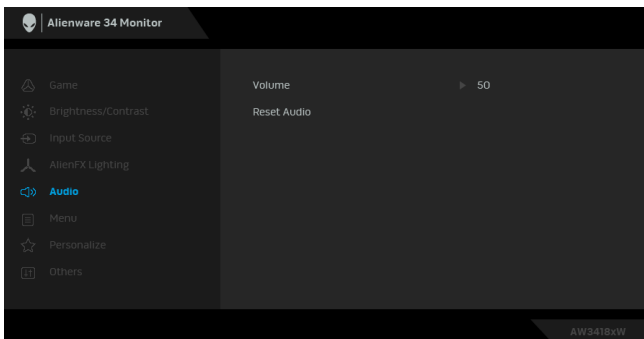 Alienware 34 Monitor
Game
Brightness/Contrast
Input Source
AlienFX Lighting
Audio
Menu
Personalize
Others
Volume 50
Reset Audio
AW3418xW